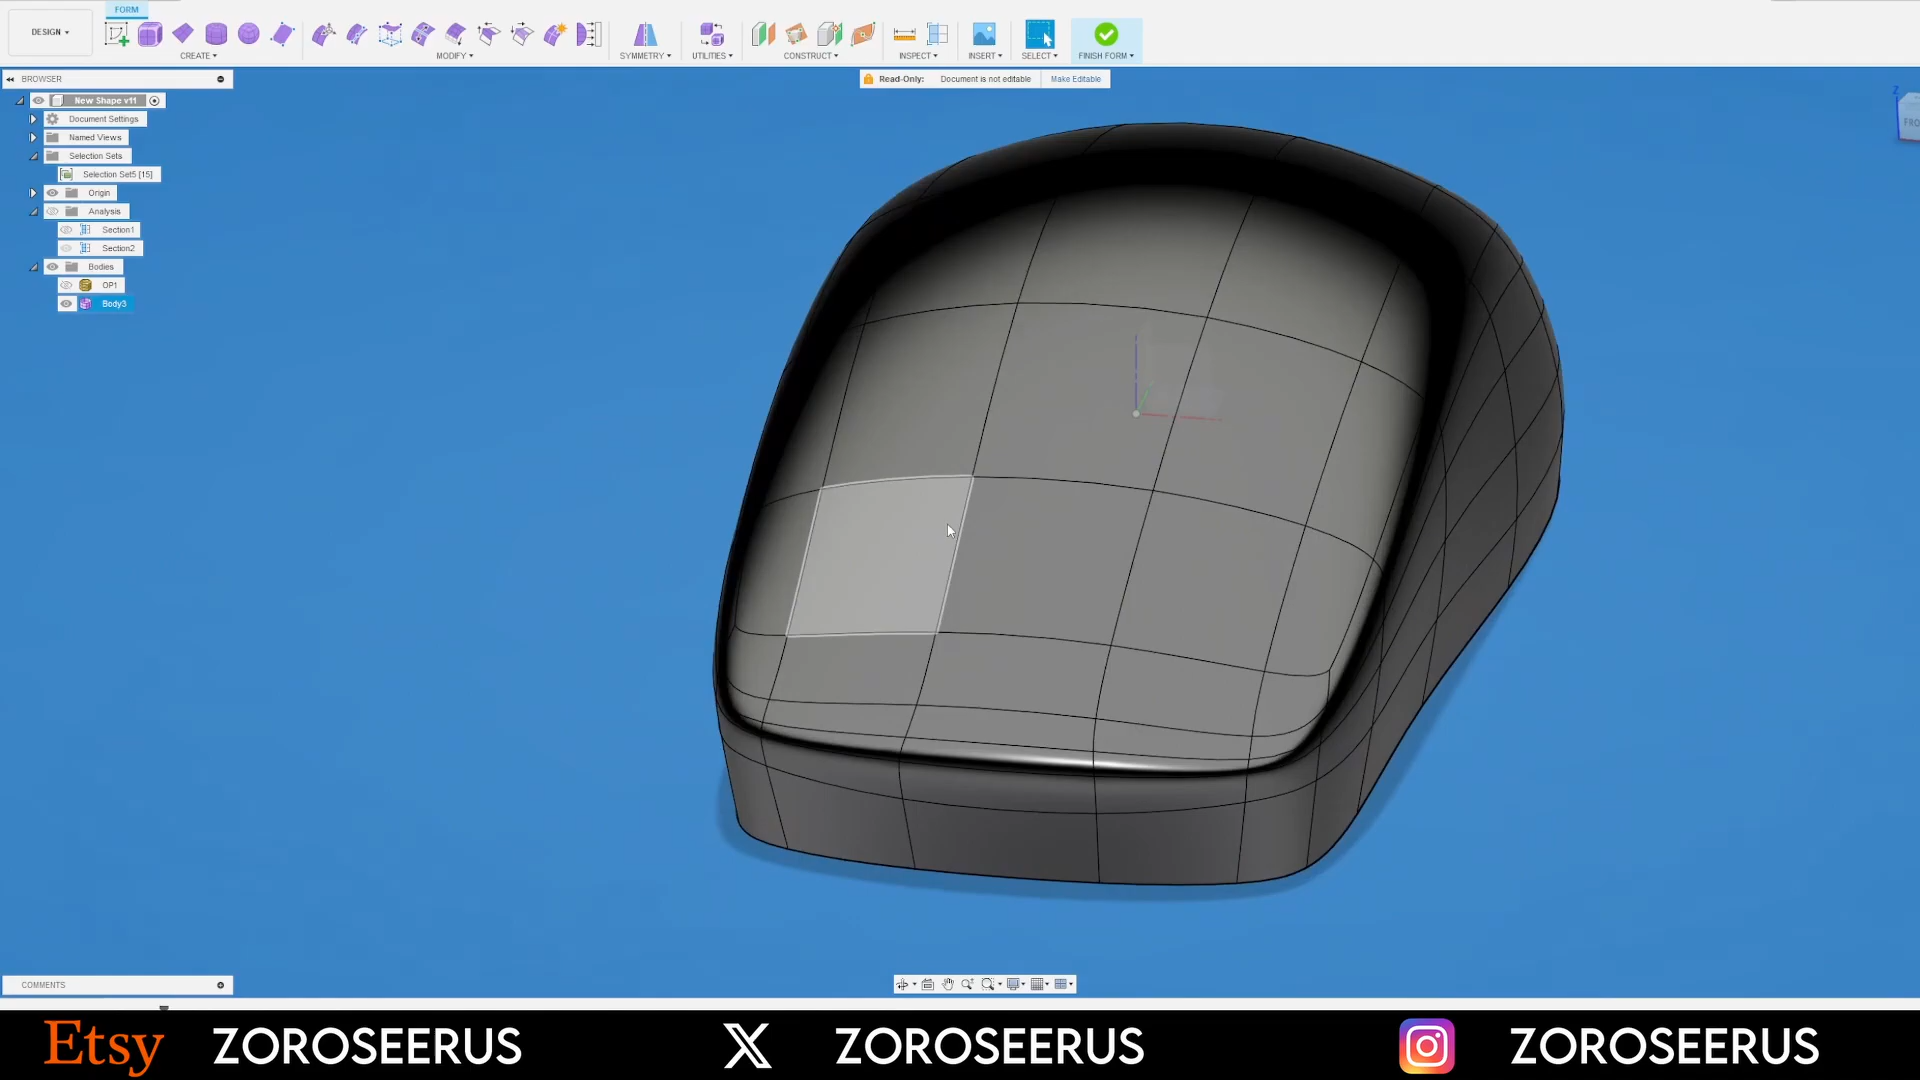 FORM
DESIGN
CREATE
MODIFY
SYMMETRY
UTILITIES
CONSTRUCT
INSPECT
INSERT
SELECT
FINISH FORM
BROWSER
Read-Only: Document is not editable Make Editable
New Shape v11
Document Settings
Named Views
Selection Sets
Selection Set5 [15]
Origin
Analysis
Section1
Section2
Bodies
OP1
Body3
Z
FRO
COMMENTS
Etsy ZOROSEERUS X ZOROSEERUS ZOROSEERUS